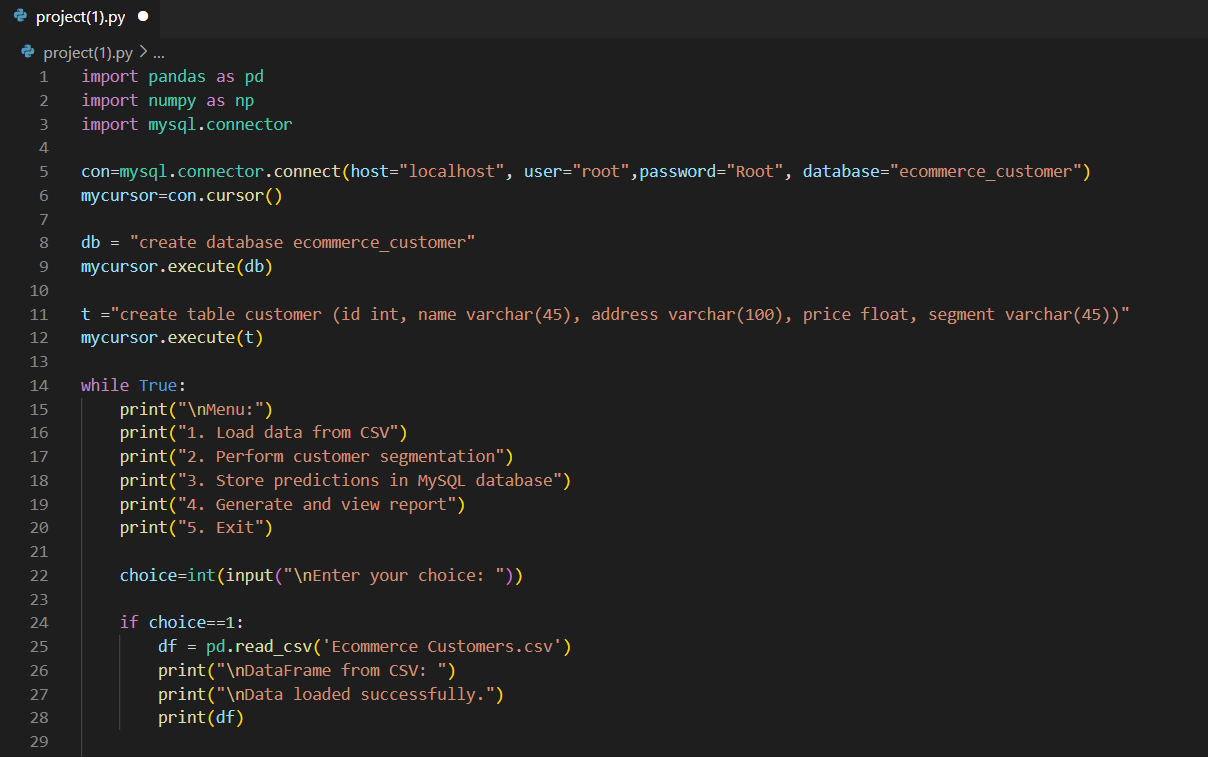 project(1).py
project(1).py > ...
1 import pandas as pd
2 import numpy as np
3 import mysql.connector
4
5 con=mysql.connector.connect(host="localhost", user="root",password="Root", database="ecommerce_customer")
6 mycursor=con.cursor()
7
8 db = "create database ecommerce_customer"
9 mycursor.execute(db)
10
11 t ="create table customer (id int, name varchar(45), address varchar(100), price float, segment varchar(45))"
12 mycursor.execute(t)
13
14 while True:
15     print("\nMenu:")
16     print("1. Load data from CSV")
17     print("2. Perform customer segmentation")
18     print("3. Store predictions in MySQL database")
19     print("4. Generate and view report")
20     print("5. Exit")
21
22     choice=int(input("\nEnter your choice: "))
23
24     if choice==1:
25         df = pd.read_csv('Ecommerce Customers.csv')
26         print("\nDataFrame from CSV: ")
27         print("\nData loaded successfully.")
28         print(df)
29